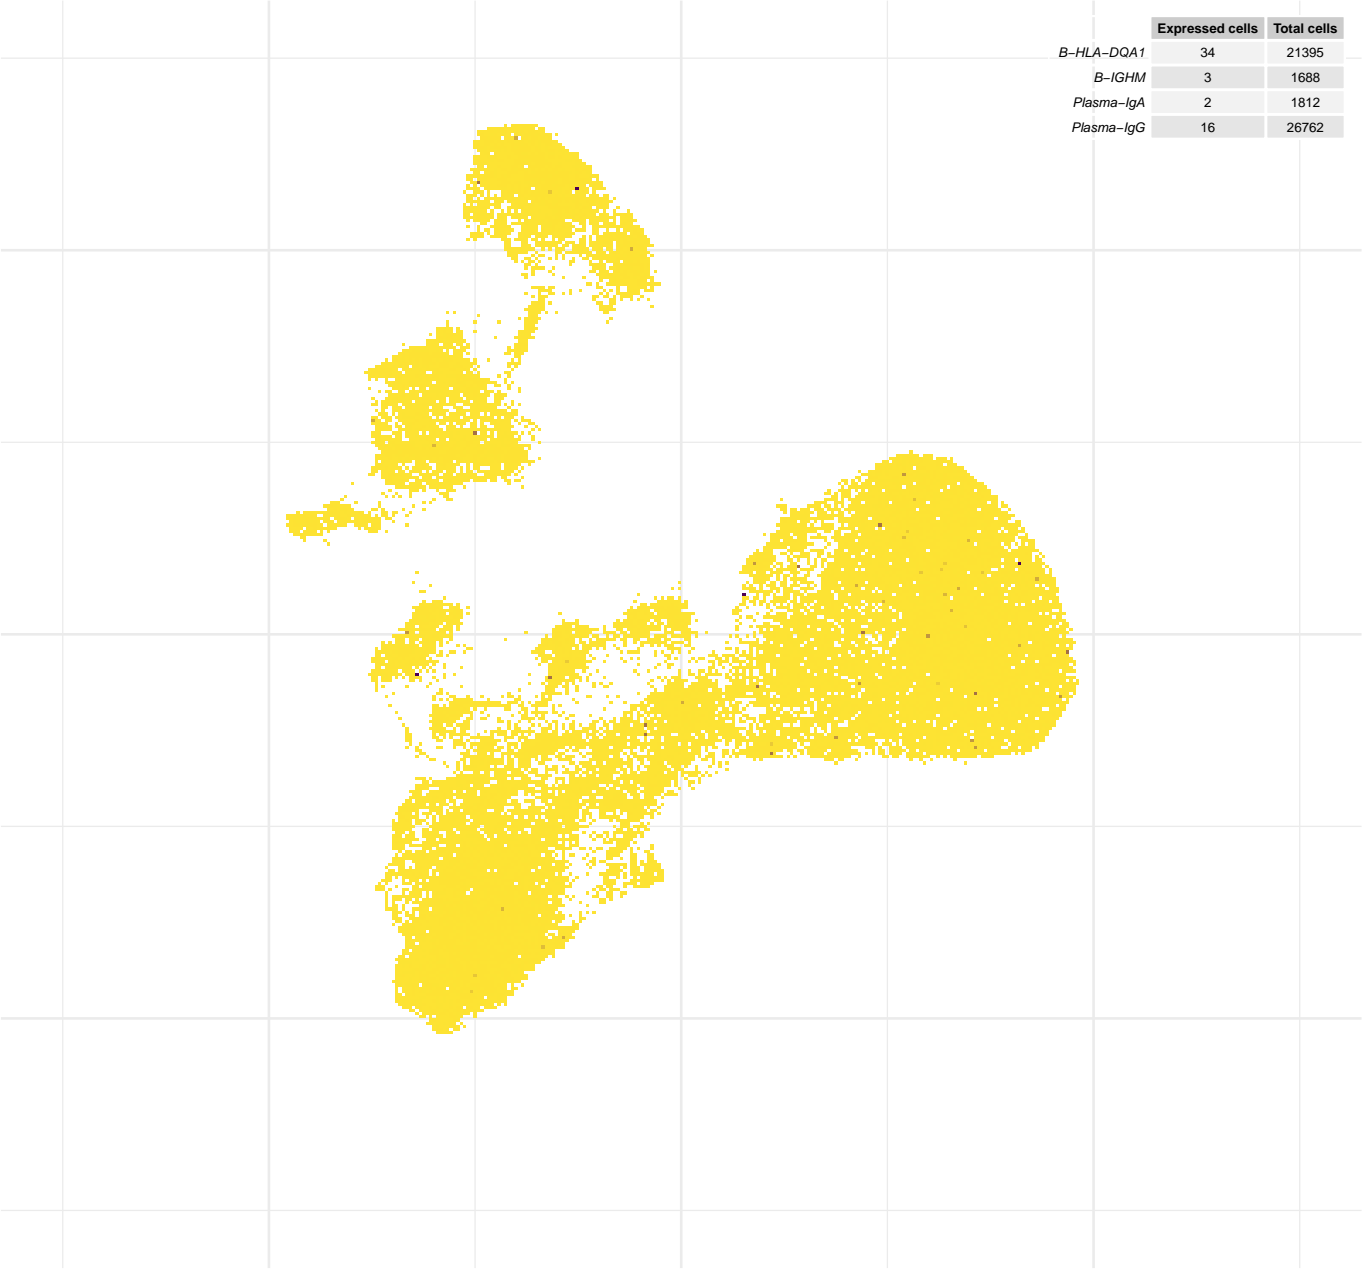 Expressed cells Total cells
B−HLA−DQA1 34 21395
B−IGHM 3 1688
Plasma−IgA 2 1812
Plasma−IgG 16 26762